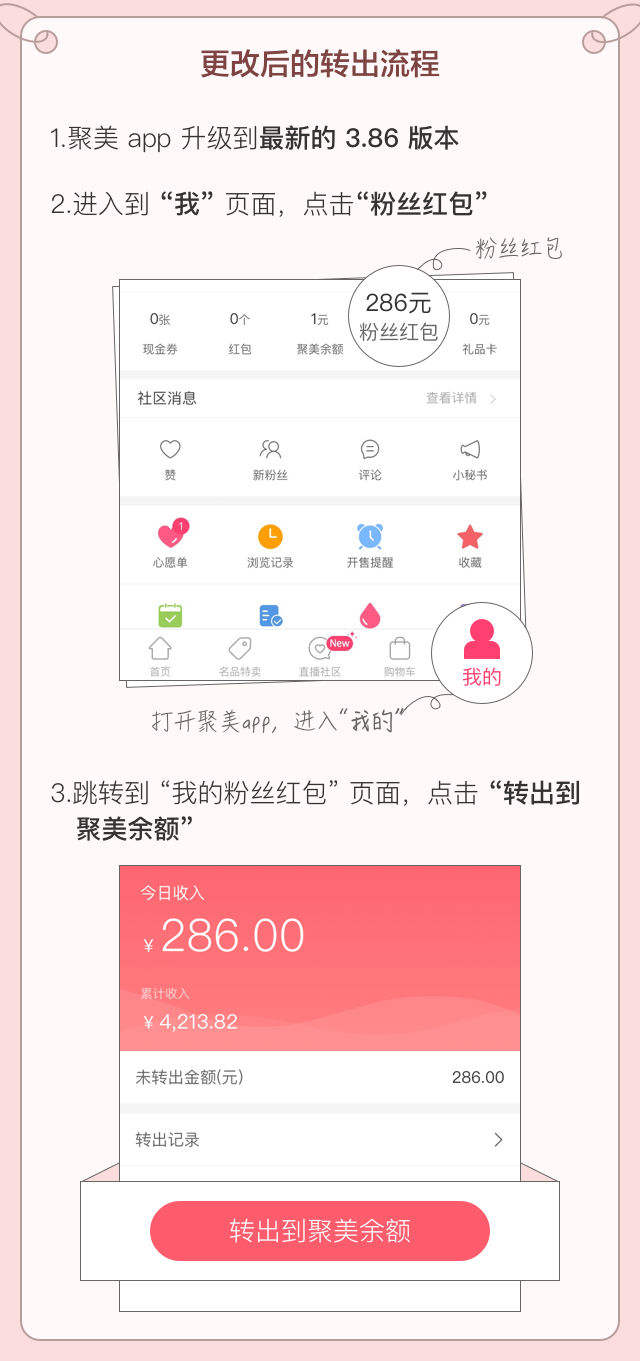 更改后的转出流程
1.聚美 app 升级到最新的 3.86 版本
2.进入到 “我” 页面，点击“粉丝红包”
粉丝红包
0张 0个 1元 286元 0元
现金券 红包 聚美余额 粉丝红包 礼品卡
社区消息 查看详情
赞 新粉丝 评论 小秘书
1
心愿单 浏览记录 开售提醒 收藏
New
首页 名品特卖 直播社区 购物车 我的
打开聚美app，进入“我的”
3.跳转到 “我的粉丝红包” 页面，点击 “转出到
聚美余额”
今日收入
¥ 286.00
累计收入
¥ 4,213.82
未转出金额(元) 286.00
转出记录
转出到聚美余额